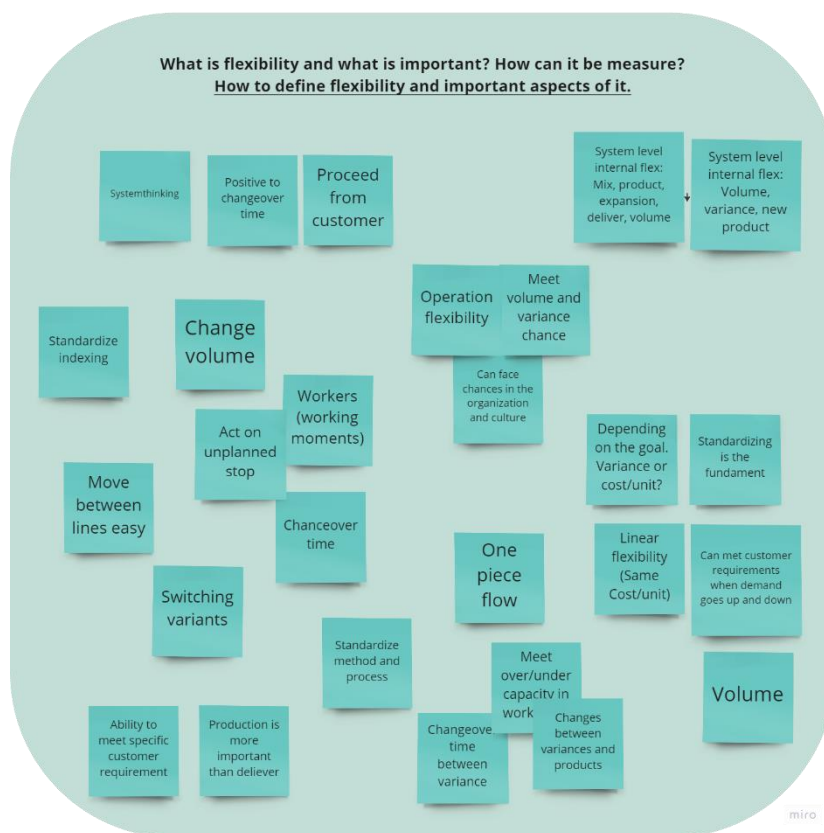 What is flexibility and what is important? How can it be measure?
How to define flexibility and important aspects of it.
Systemthinking
Positive to
changeover
time
Proceed
from
customer
System level
internal flex:
Mix, product,
expansion,
deliver, volume
System level
internal flex:
Volume,
variance, new
product
Operation
flexibility
Meet
volume and
variance
chance
Can face
chances in the
organization
and culture
Standardize
indexing
Change
volume
Workers
(working
moments)
Act on
unplanned
stop
Move
between
lines easy
Chanceover
time
Switching
variants
Depending
on the goal.
Variance or
cost/unit?
Standardizing
is the
fundament
Linear
flexibility
(Same
Cost/unit)
Can met customer
requirements
when demand
goes up and down
One
piece
flow
Standardize
method and
process
Meet
over/under
capacity in
work
Volume
Ability to
meet specific
customer
requirement
Production is
more
important
than deliever
Changeove
time
between
variance
Changes
between
variances and
products
miro